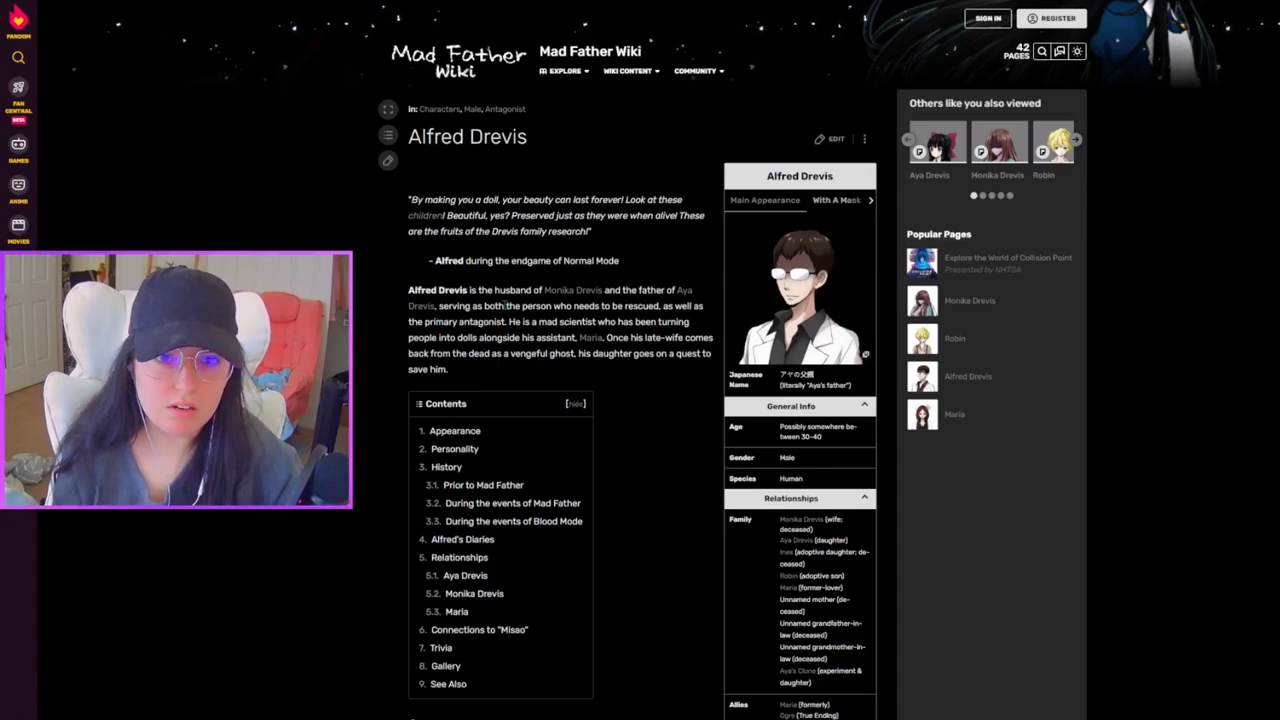 SIGN IN
REGISTER
FANDOM
FAN CENTRAL
BETA
GAMES
ANIME
MOVIES
Mad Father
Wiki
Mad Father Wiki
EXPLORE
WIKI CONTENT
COMMUNITY
42
PAGES
in: Characters, Male, Antagonist
Alfred Drevis
EDIT
"By making you a doll, your beauty can last forever! Look at these
children! Beautiful, yes? Preserved just as they were when alive! These
are the fruits of the Drevis family research!"
- Alfred during the endgame of Normal Mode
Alfred Drevis is the husband of Monika Drevis and the father of Aya
Drevis, serving as both the person who needs to be rescued, as well as
the primary antagonist. He is a mad scientist who has been turning
people into dolls alongside his assistant, Maria. Once his late-wife comes
back from the dead as a vengeful ghost, his daughter goes on a quest to
save him.
Contents [hide]
1. Appearance
2. Personality
3. History
3.1. Prior to Mad Father
3.2. During the events of Mad Father
3.3. During the events of Blood Mode
4. Alfred's Diaries
5. Relationships
5.1. Aya Drevis
5.2. Monika Drevis
5.3. Maria
6. Connections to "Misao"
7. Trivia
8. Gallery
9. See Also
Alfred Drevis
Main Appearance
With A Mask
Japanese Name
アヤの父親
(literally "Aya's father")
General Info
Age
Possibly somewhere be-
tween 30-40
Gender
Male
Species
Human
Relationships
Family
Monika Drevis (wife;
deceased)
Aya Drevis (daughter)
Ines (adoptive daughter; de-
ceased)
Robin (adoptive son)
Maria (former-lover)
Unnamed mother (de-
ceased)
Unnamed grandfather-in-
law (deceased)
Unnamed grandmother-in-
law (deceased)
Aya's Clone (experiment &
daughter)
Allies
Maria (formerly)
Ogre (True Ending)
Others like you also viewed
Aya Drevis
Monika Drevis
Robin
Popular Pages
Explore the World of Collision Point
Presented by NHTSA
Monika Drevis
Robin
Alfred Drevis
Maria